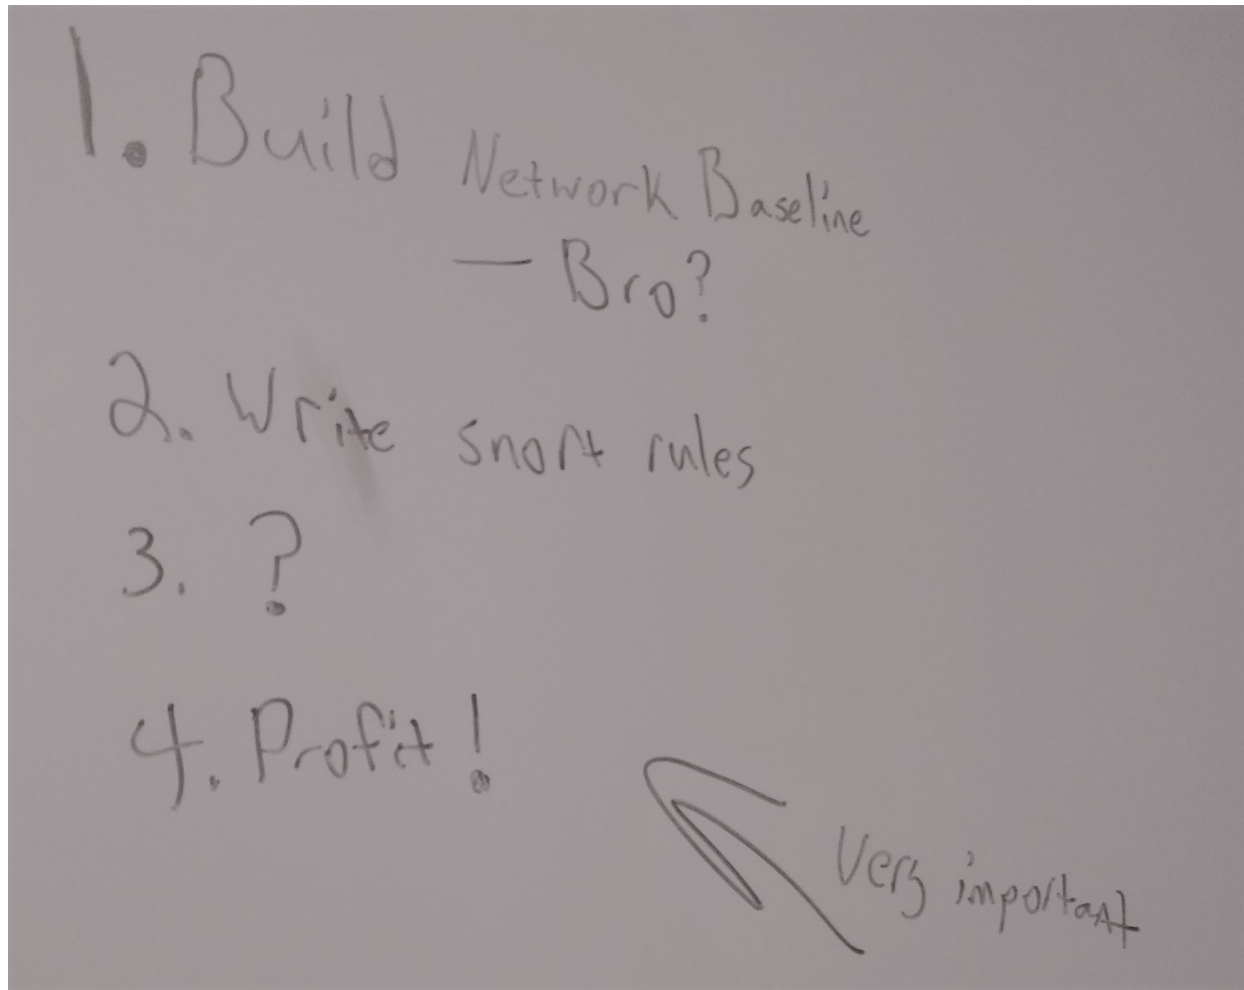 1. Build Network Baseline
— Bro?
2. Write snort rules
3. ?
4. Profit!
Very important